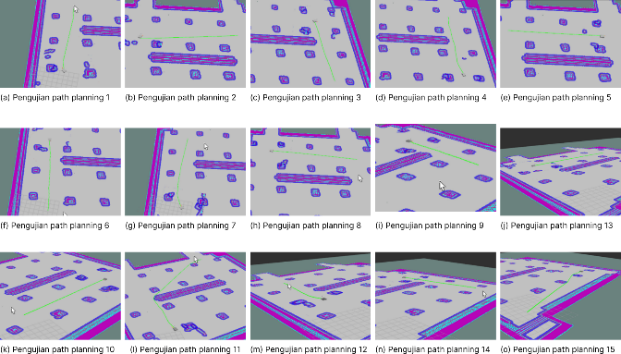 (a) Pengujian path planning 1
(b) Pengujian path planning 2
(c) Pengujian path planning 3
(d) Pengujian path planning 4
(e) Pengujian path planning 5
(f) Pengujian path planning 6
(g) Pengujian path planning 7
(h) Pengujian path planning 8
(i) Pengujian path planning 9
(j) Pengujian path planning 13
(k) Pengujian path planning 10
(l) Pengujian path planning 11
(m) Pengujian path planning 12
(n) Pengujian path planning 14
(o) Pengujian path planning 15